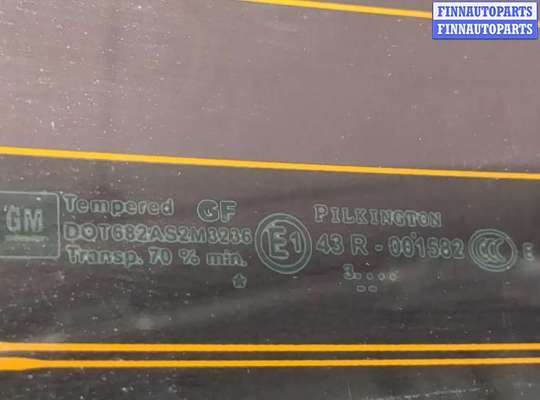 FINNAUTOPARTS
FINNAUTOPARTS
GM
Tempered GF
DOT682AS2M3236
Transp. 70 % min.
PILKINGTON
E1
43 R - 001582
CCC E
3....